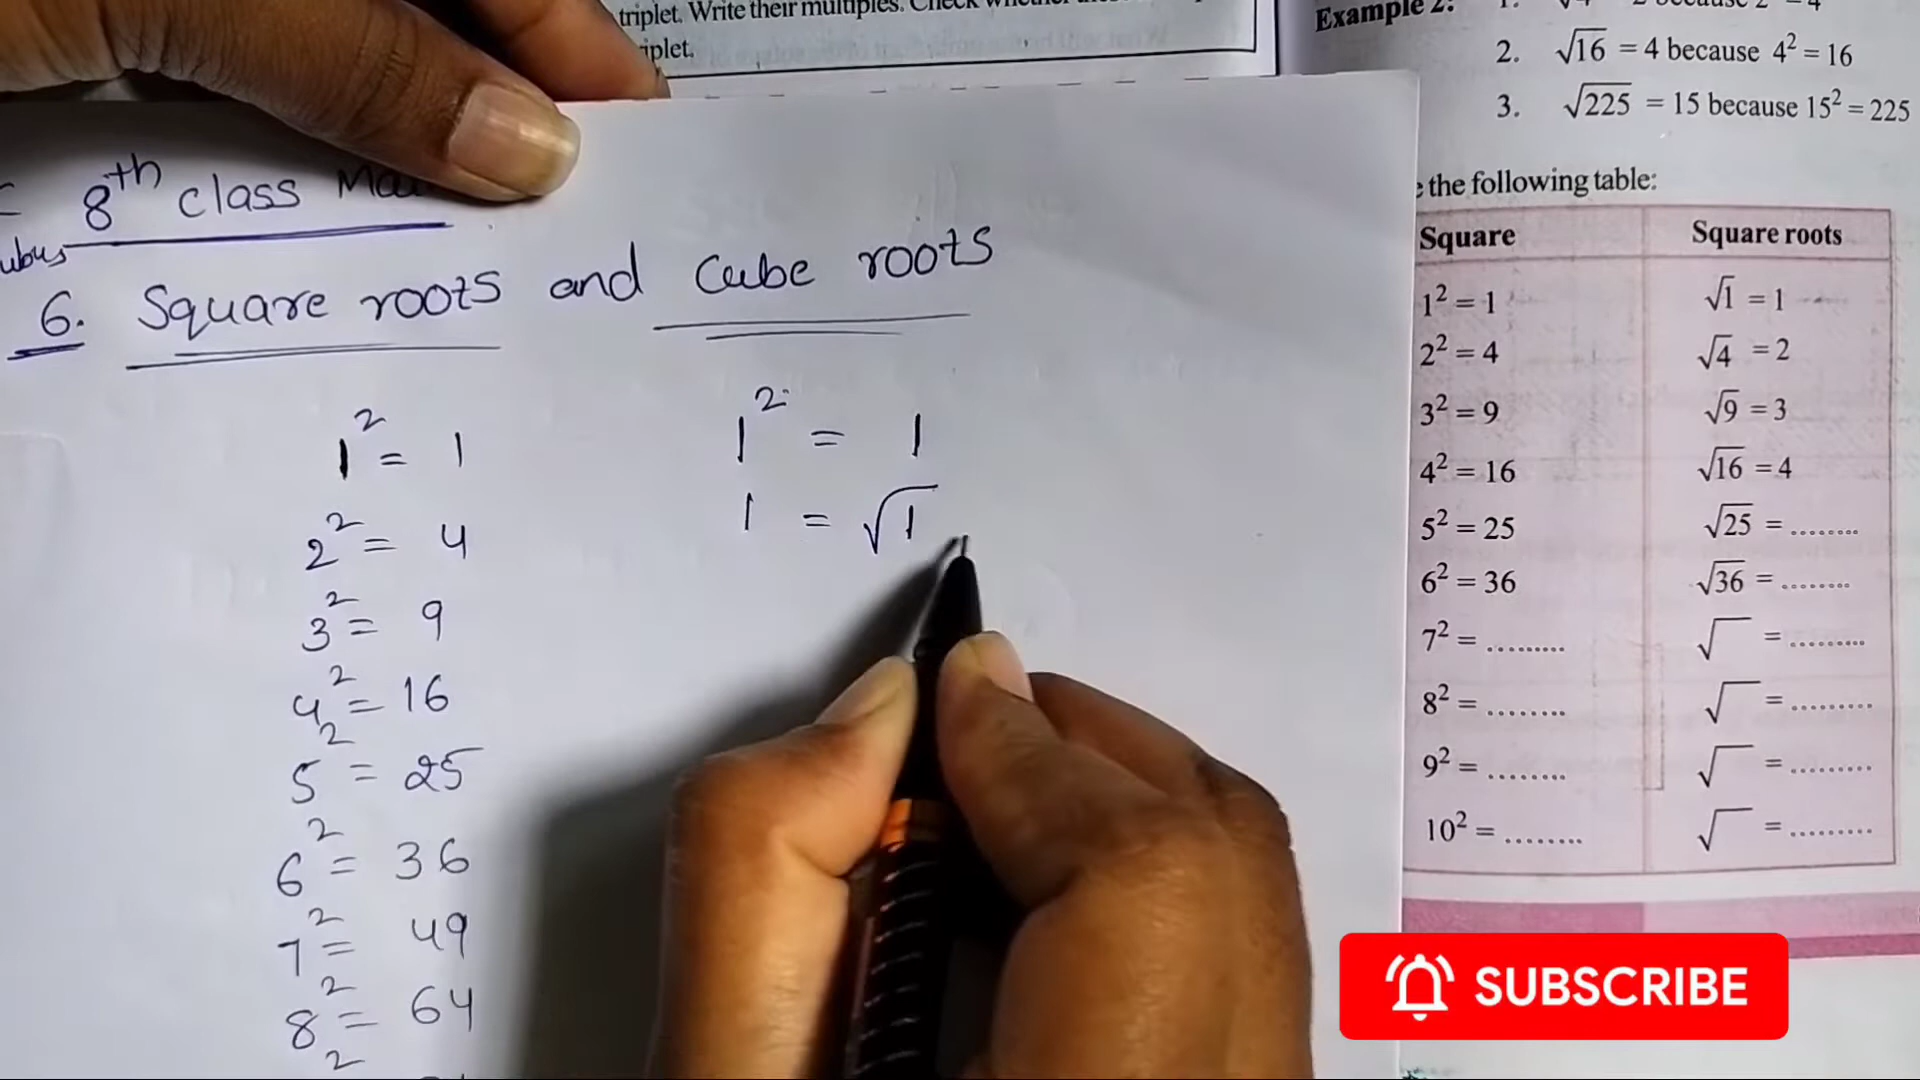 triplet. Write their multiples. Check
iplet.
Example 2:
2. √16 = 4 because 4² = 16
3. √225 = 15 because 15² = 225
8th class
6. Square roots and Cube roots
1² = 1
2² = 4
3² = 9
4² = 16
5² = 25
6² = 36
7² = 49
8² = 64
2
1² = 1
1 = √1
the following table:
Square Square roots
1² = 1 √1 = 1
2² = 4 √4 = 2
3² = 9 √9 = 3
4² = 16 √16 = 4
5² = 25 √25 = ........
6² = 36 √36 = ........
7² = ......... √ = .........
8² = ......... √ = .........
9² = ......... √ = .........
10² = ......... √ = .........
SUBSCRIBE